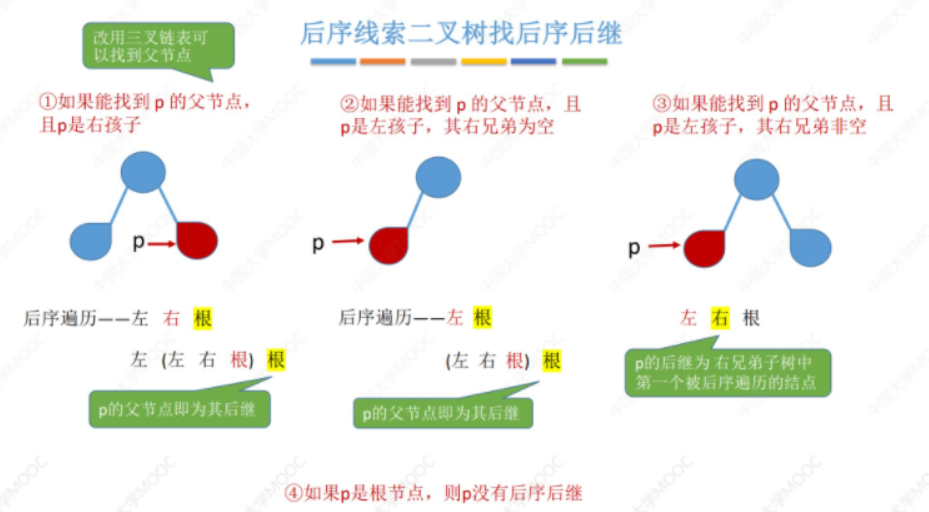 后序线索二叉树找后序后继
改用三叉链表可
以找到父节点
①如果能找到 p 的父节点，
且p是右孩子
p
后序遍历——左 右 根
左 (左 右 根) 根
p的父节点即为其后继
②如果能找到 p 的父节点，且
p是左孩子，其右兄弟为空
p
后序遍历——左 根
(左 右 根) 根
p的父节点即为其后继
③如果能找到 p 的父节点，且
p是左孩子，其右兄弟非空
p
左 右 根
p的后继为 右兄弟子树中
第一个被后序遍历的结点
④如果p是根节点，则p没有后序后继
中国大学MOOC